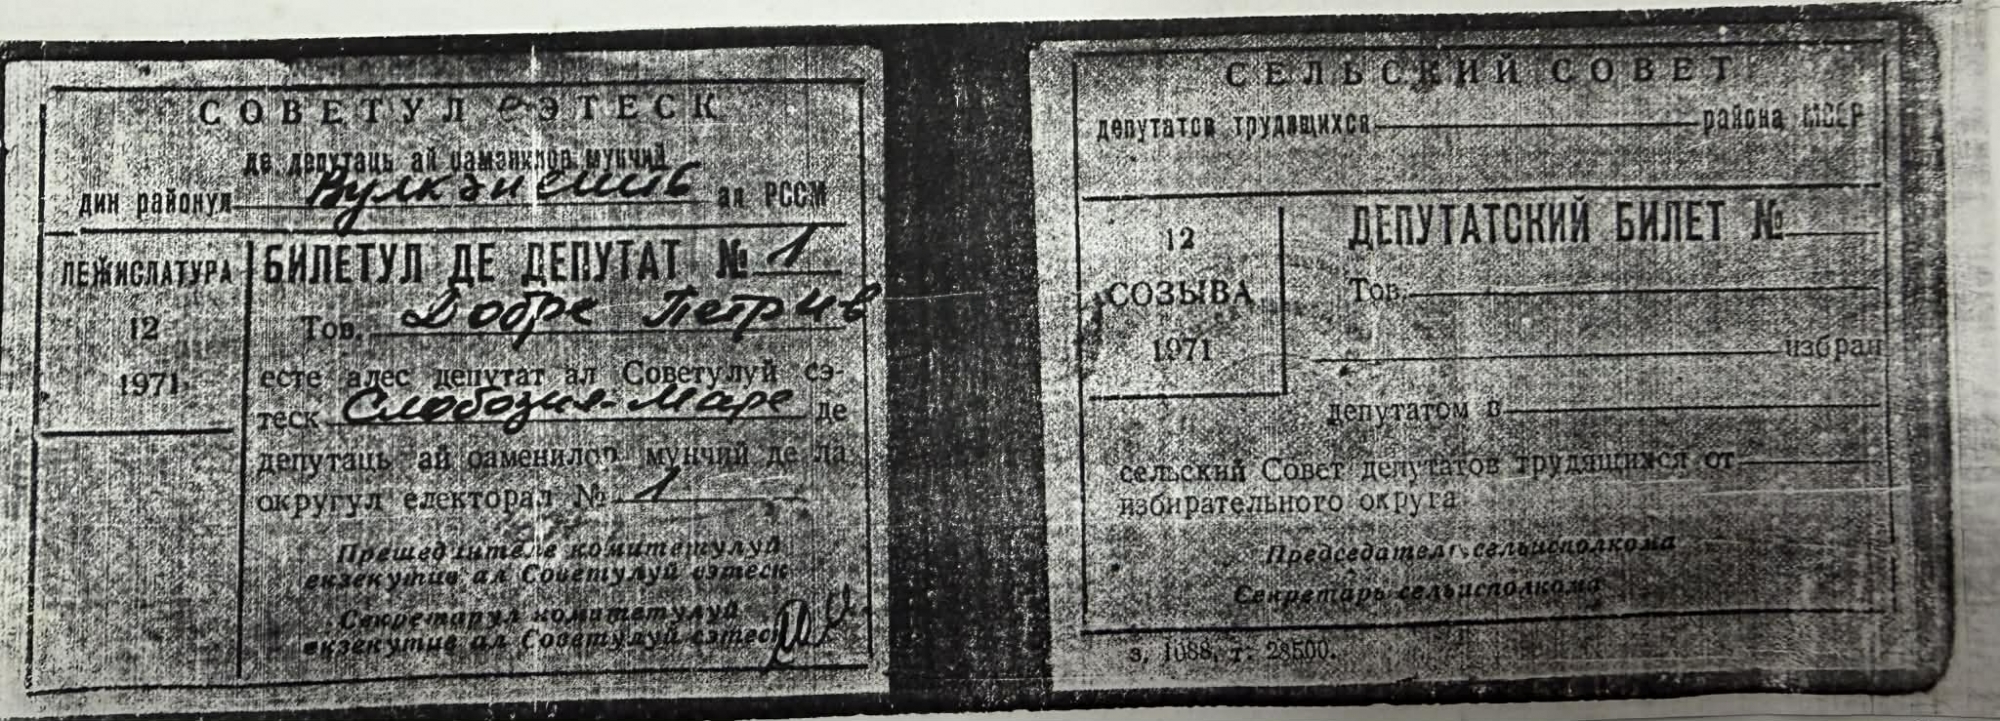 СОВЕТУЛ СЭТЕСК
де депутаць ай оаменилор мунчий
дин районул Вулкэнешть ал РССМ
ЛЕЖИСЛАТУРА
12
1971
БИЛЕТУЛ ДЕ ДЕПУТАТ № 1
Тов. Добре Петр Ив
есте алес депутат ал Советулуй сэ-
теск Слобозия-Маре де
депутаць ай оаменилор мунчий де ла
округул електорал № 1
Прешединтеле комитетулуй
екзекутив ал Советулуй сэтеск
Секретарул комитетулуй
екзекутив ал Советулуй сэтеск
СЕЛЬСКИЙ СОВЕТ
депутатов трудящихся района МССР
12
СОЗЫВА
1971
ДЕПУТАТСКИЙ БИЛЕТ №
Тов.
избран
депутатом в
сельский Совет депутатов трудящихся от
избирательного округа
Председатель сельисполкома
Секретарь сельисполкома
з. 1088, т. 28500.